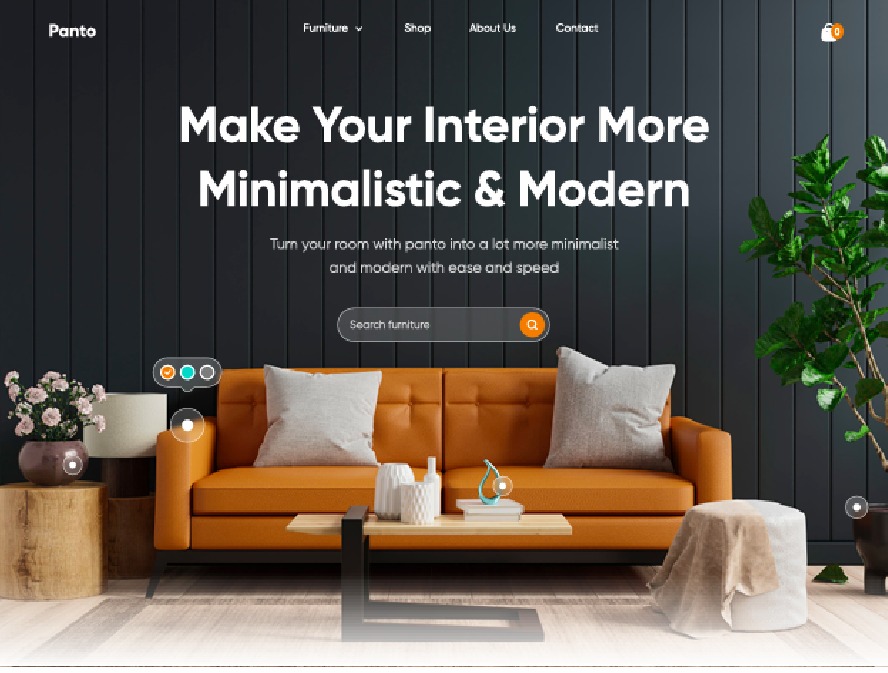 Panto
Furniture
Shop
About Us
Contact
0
Make Your Interior More
Minimalistic & Modern
Turn your room with panto into a lot more minimalist
and modern with ease and speed
Search furniture